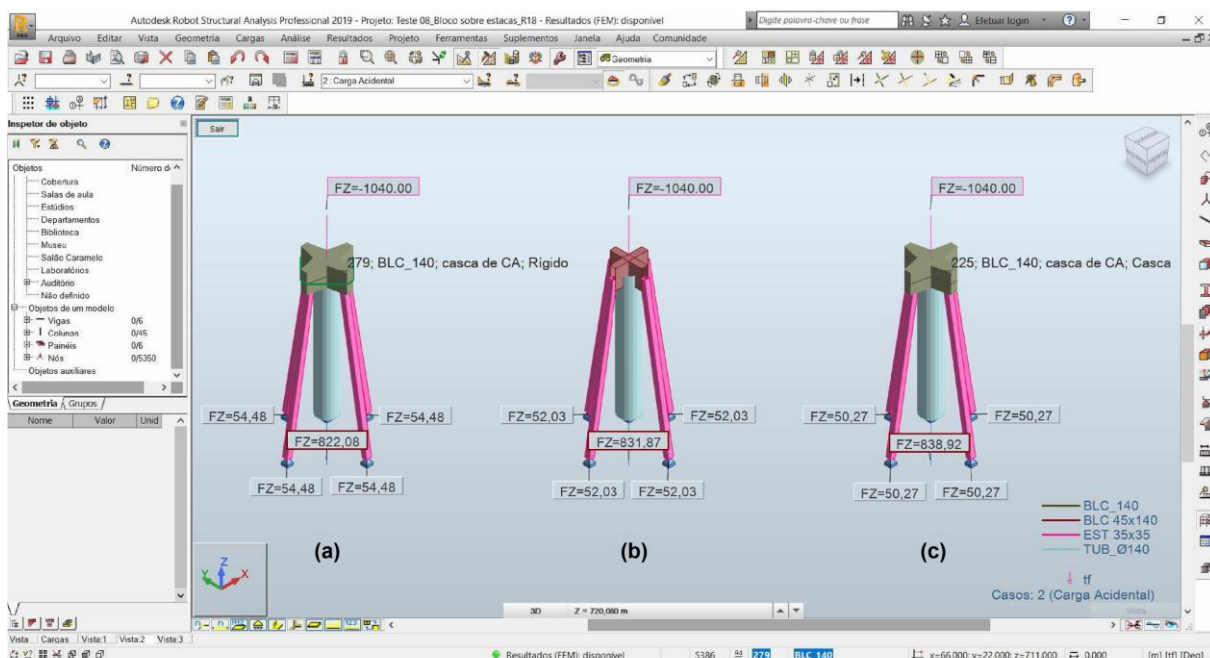 Autodesk Robot Structural Analysis Professional 2019 - Projeto: Teste 08_Bloco sobre estacas_R18 - Resultados (FEM): disponível
Digite palavra-chave ou frase
Efetuar login
PRO
Arquivo Editar Vista Geometria Cargas Análise Resultados Projeto Ferramentas Suplementos Janela Ajuda Comunidade
Geometria
2 : Carga Acidental
Inspetor de objeto
Sair
Objetos Número d
Cobertura
Salas de aula
Estúdios
Departamentos
Biblioteca
Museu
Salão Caramelo
Laboratórios
Auditório
Não definido
Objetos de um modelo
Vigas 0/6
Colunas 0/45
Painéis 0/6
Nós 0/5350
Objetos auxiliares
Geometria Grupos
Nome Valor Unid
FZ=-1040.00 FZ=-1040.00 FZ=-1040.00
279; BLC_140; casca de CA; Rígido
225; BLC_140; casca de CA; Casca
FZ=54,48 FZ=54,48 FZ=52,03 FZ=52,03 FZ=50,27 FZ=50,27
FZ=822,08 FZ=831,87 FZ=838,92
FZ=54,48 FZ=54,48 FZ=52,03 FZ=52,03 FZ=50,27 FZ=50,27
BLC_140
BLC 45x140
EST 35x35
TUB_Ø140
(a) (b) (c)
tf
Casos: 2 (Carga Acidental)
Z Y X
3D Z = 720,060 m
Vista
Vista Cargas Vista:1 Vista:2 Vista:3
Resultados (FEM): disponível 5386 279 BLC_140 x=66,000; y=22,000; z=711,000 0,000 [m] [tf] [Deg]